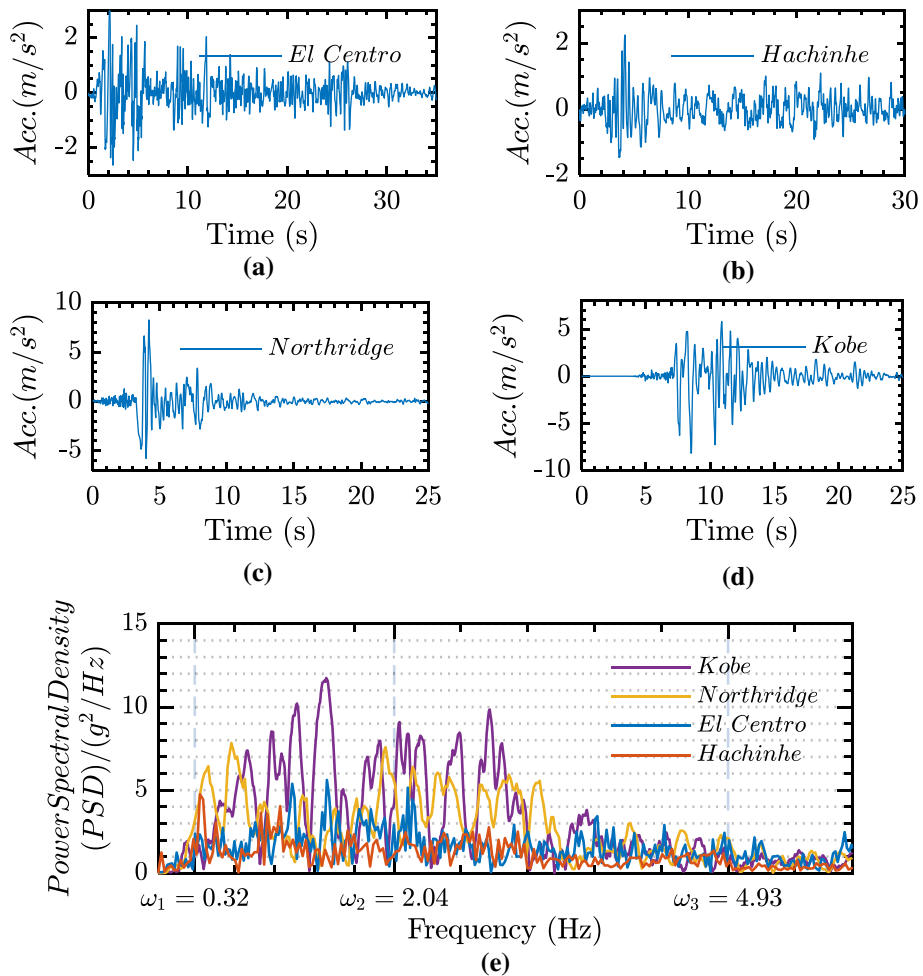 2
0
-2
Acc.(m/s²)
El Centro
0 10 20 30
Time (s)
(a)
2
0
-2
Acc.(m/s²)
Hachinhe
0 10 20 30
Time (s)
(b)
10
5
0
-5
Acc.(m/s²)
Northridge
0 5 10 15 20 25
Time (s)
(c)
5
0
-5
-10
Acc.(m/s²)
Kobe
0 5 10 15 20 25
Time (s)
(d)
PowerSpectralDensity
(PSD)/(g²/Hz)
15
10
5
0
Kobe
Northridge
El Centro
Hachinhe
ω₁ = 0.32 ω₂ = 2.04 ω₃ = 4.93
Frequency (Hz)
(e)